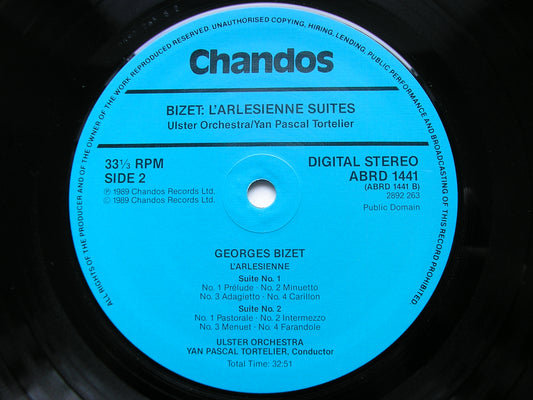 ALL RIGHTS OF THE PRODUCER AND OF THE OWNER OF THE WORK REPRODUCED RESERVED. UNAUTHORISED COPYING, HIRING, LENDING, PUBLIC PERFORMANCE AND BROADCASTING OF THIS RECORD PROHIBITED
Chandos
BIZET: L'ARLESIENNE SUITES
Ulster Orchestra/Yan Pascal Tortelier
33⅓ RPM
SIDE 2
℗ 1989 Chandos Records Ltd.
© 1989 Chandos Records Ltd.
DIGITAL STEREO
ABRD 1441
(ABRD 1441 B)
2892 263
Public Domain
GEORGES BIZET
L'ARLESIENNE
Suite No. 1
No. 1 Prélude · No. 2 Minuetto
No. 3 Adagietto · No. 4 Carillon
Suite No. 2
No. 1 Pastorale · No. 2 Intermezzo
No. 3 Menuet · No. 4 Farandole
ULSTER ORCHESTRA
YAN PASCAL TORTELIER, Conductor
Total Time: 32:51